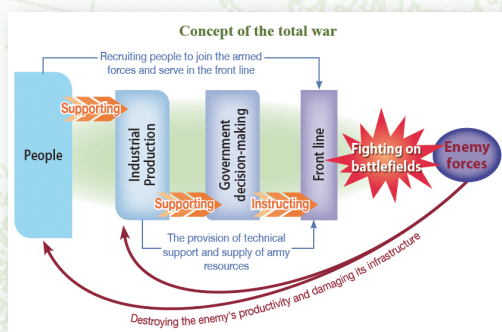 Concept of the total war
Recruiting people to join the armed
forces and serve in the front line
People
Supporting
Industrial
Production
Supporting
Government
decision-making
Instructing
Front line
Fighting on
battlefields
Enemy
forces
The provision of technical
support and supply of army
resources
Destroying the enemy's productivity and damaging its infrastructure